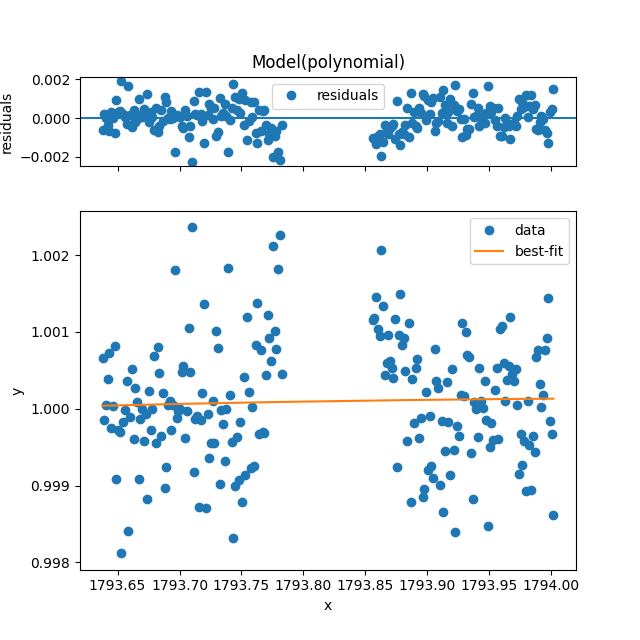 Model(polynomial)
0.002
0.000
−0.002
residuals
residuals
data
best-fit
1.002
1.001
1.000
0.999
0.998
y
1793.65 1793.70 1793.75 1793.80 1793.85 1793.90 1793.95 1794.00
x